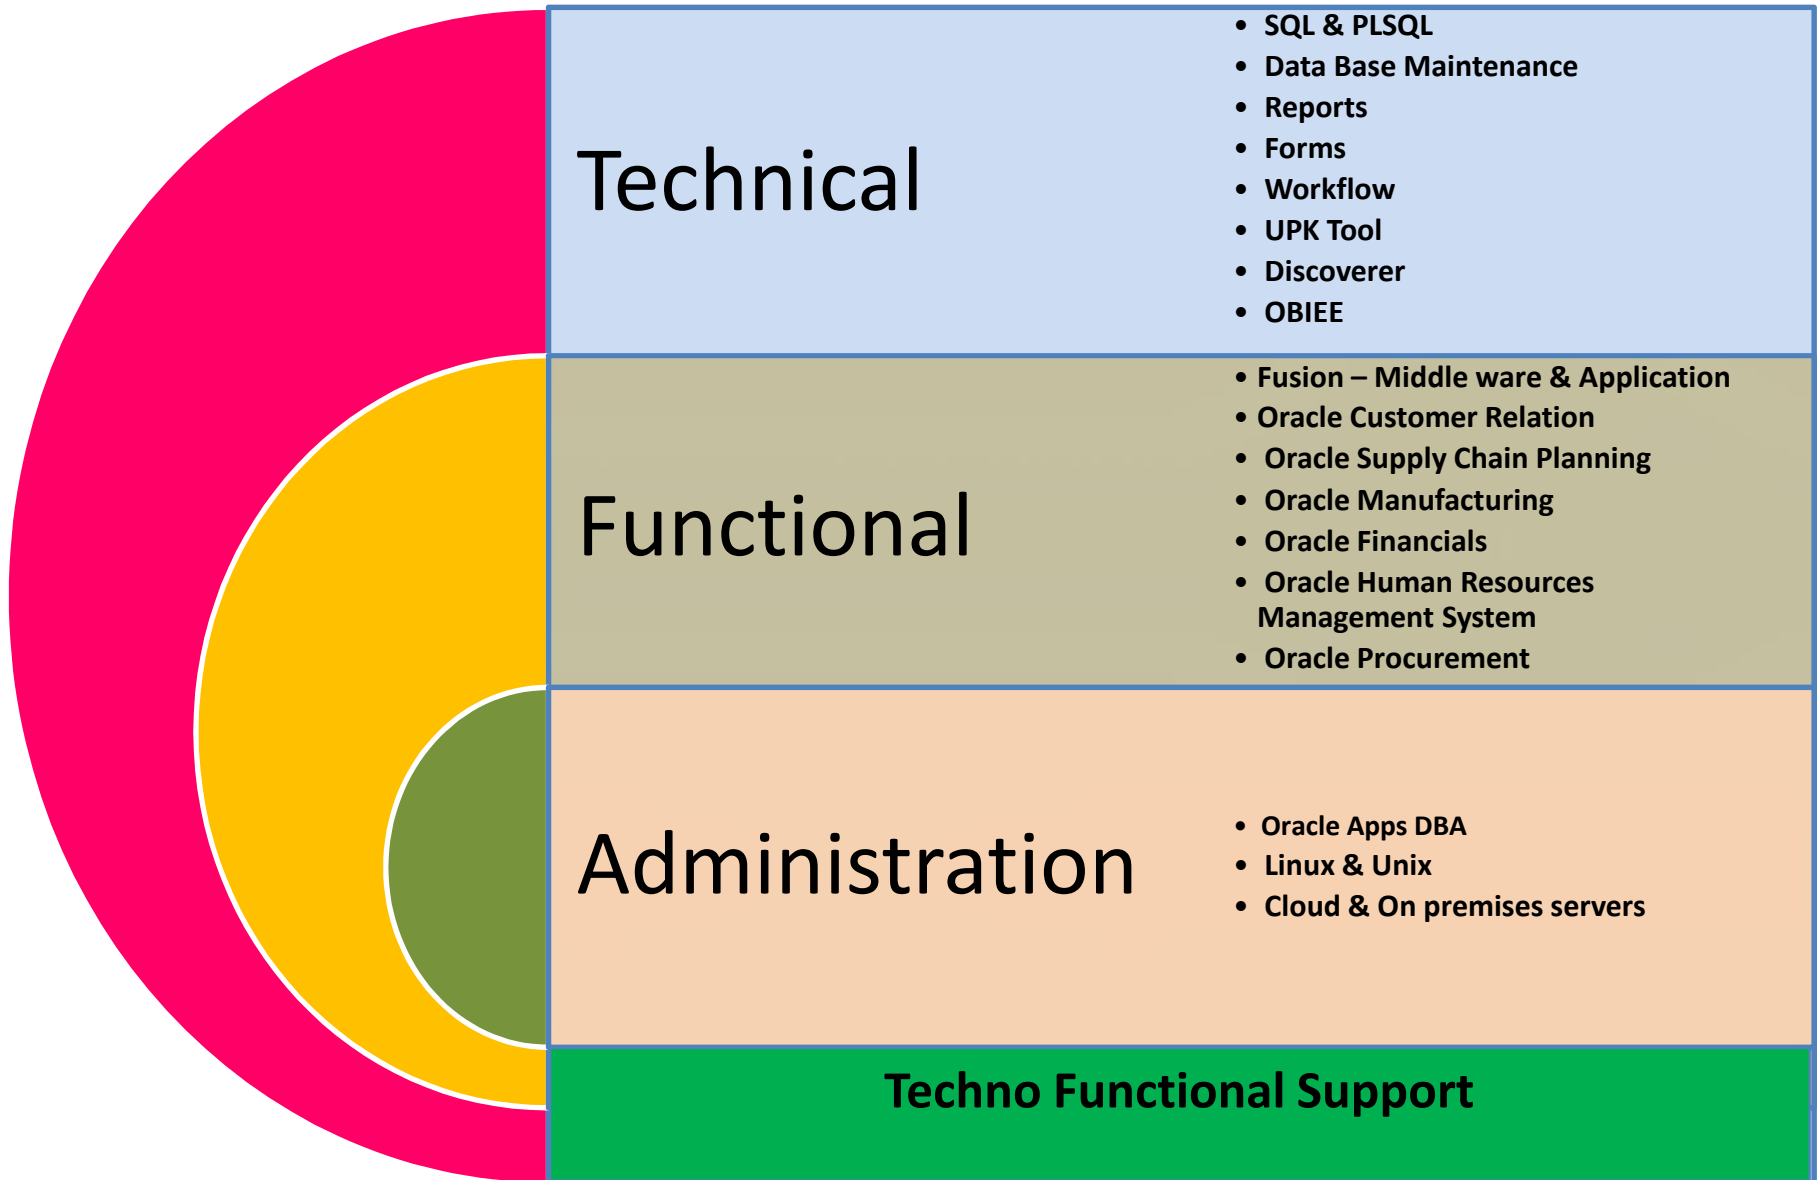 Technical
• SQL & PLSQL
• Data Base Maintenance
• Reports
• Forms
• Workflow
• UPK Tool
• Discoverer
• OBIEE
Functional
• Fusion – Middle ware & Application
• Oracle Customer Relation
• Oracle Supply Chain Planning
• Oracle Manufacturing
• Oracle Financials
• Oracle Human Resources
Management System
• Oracle Procurement
Administration
• Oracle Apps DBA
• Linux & Unix
• Cloud & On premises servers
Techno Functional Support